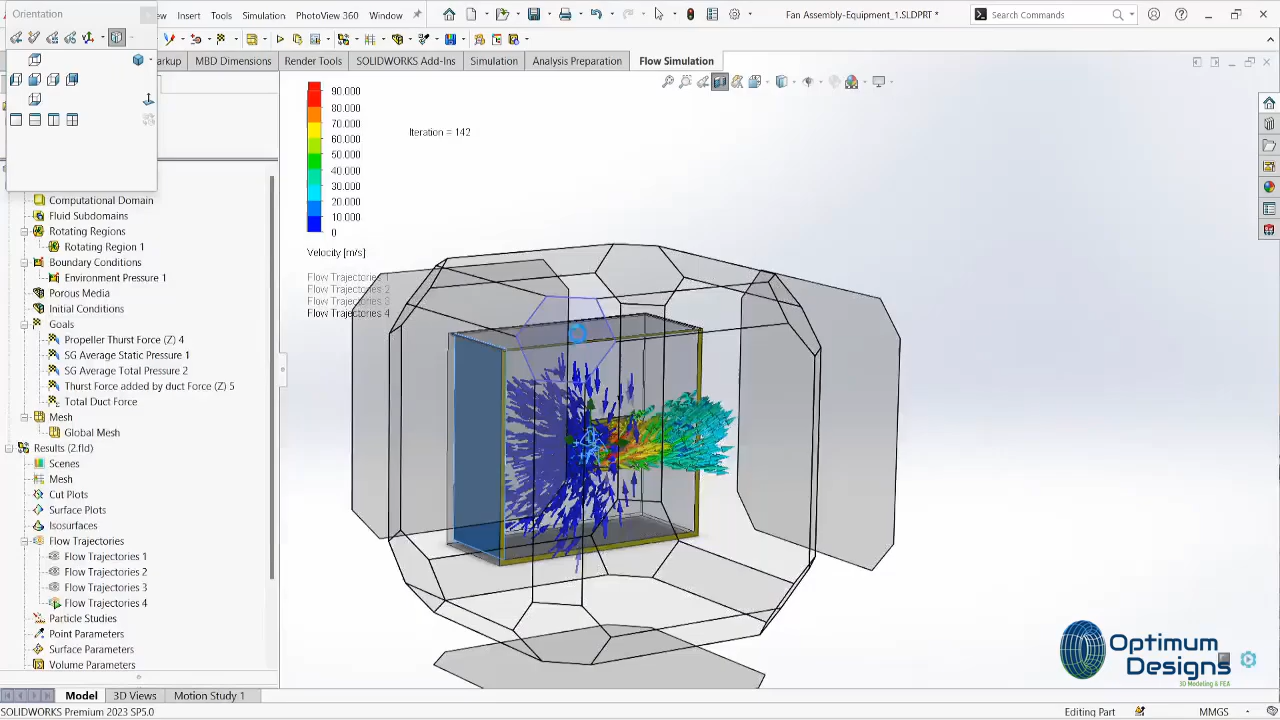 Orientation
Insert
Tools
Simulation
PhotoView 360
Window
Fan Assembly-Equipment_1.SLDPRT *
Search Commands
MBD Dimensions
Render Tools
SOLIDWORKS Add-Ins
Simulation
Analysis Preparation
Flow Simulation
Computational Domain
Fluid Subdomains
Rotating Regions
Rotating Region 1
Boundary Conditions
Environment Pressure 1
Porous Media
Initial Conditions
Goals
Propeller Thrust Force (Z) 4
SG Average Static Pressure 1
SG Average Total Pressure 2
Thurst Force added by duct Force (Z) 5
Total Duct Force
Mesh
Global Mesh
Results (2.fld)
Scenes
Mesh
Cut Plots
Surface Plots
Isosurfaces
Flow Trajectories
Flow Trajectories 1
Flow Trajectories 2
Flow Trajectories 3
Flow Trajectories 4
Particle Studies
Point Parameters
Surface Parameters
Volume Parameters
90.000
80.000
70.000
60.000
50.000
40.000
30.000
20.000
10.000
0
Velocity [m/s]
Flow Trajectories 1
Flow Trajectories 2
Flow Trajectories 3
Flow Trajectories 4
Iteration = 142
Optimum
Designs
3D Modeling & FEA
Model
3D Views
Motion Study 1
SOLIDWORKS Premium 2023 SP5.0
Editing Part
MMGS